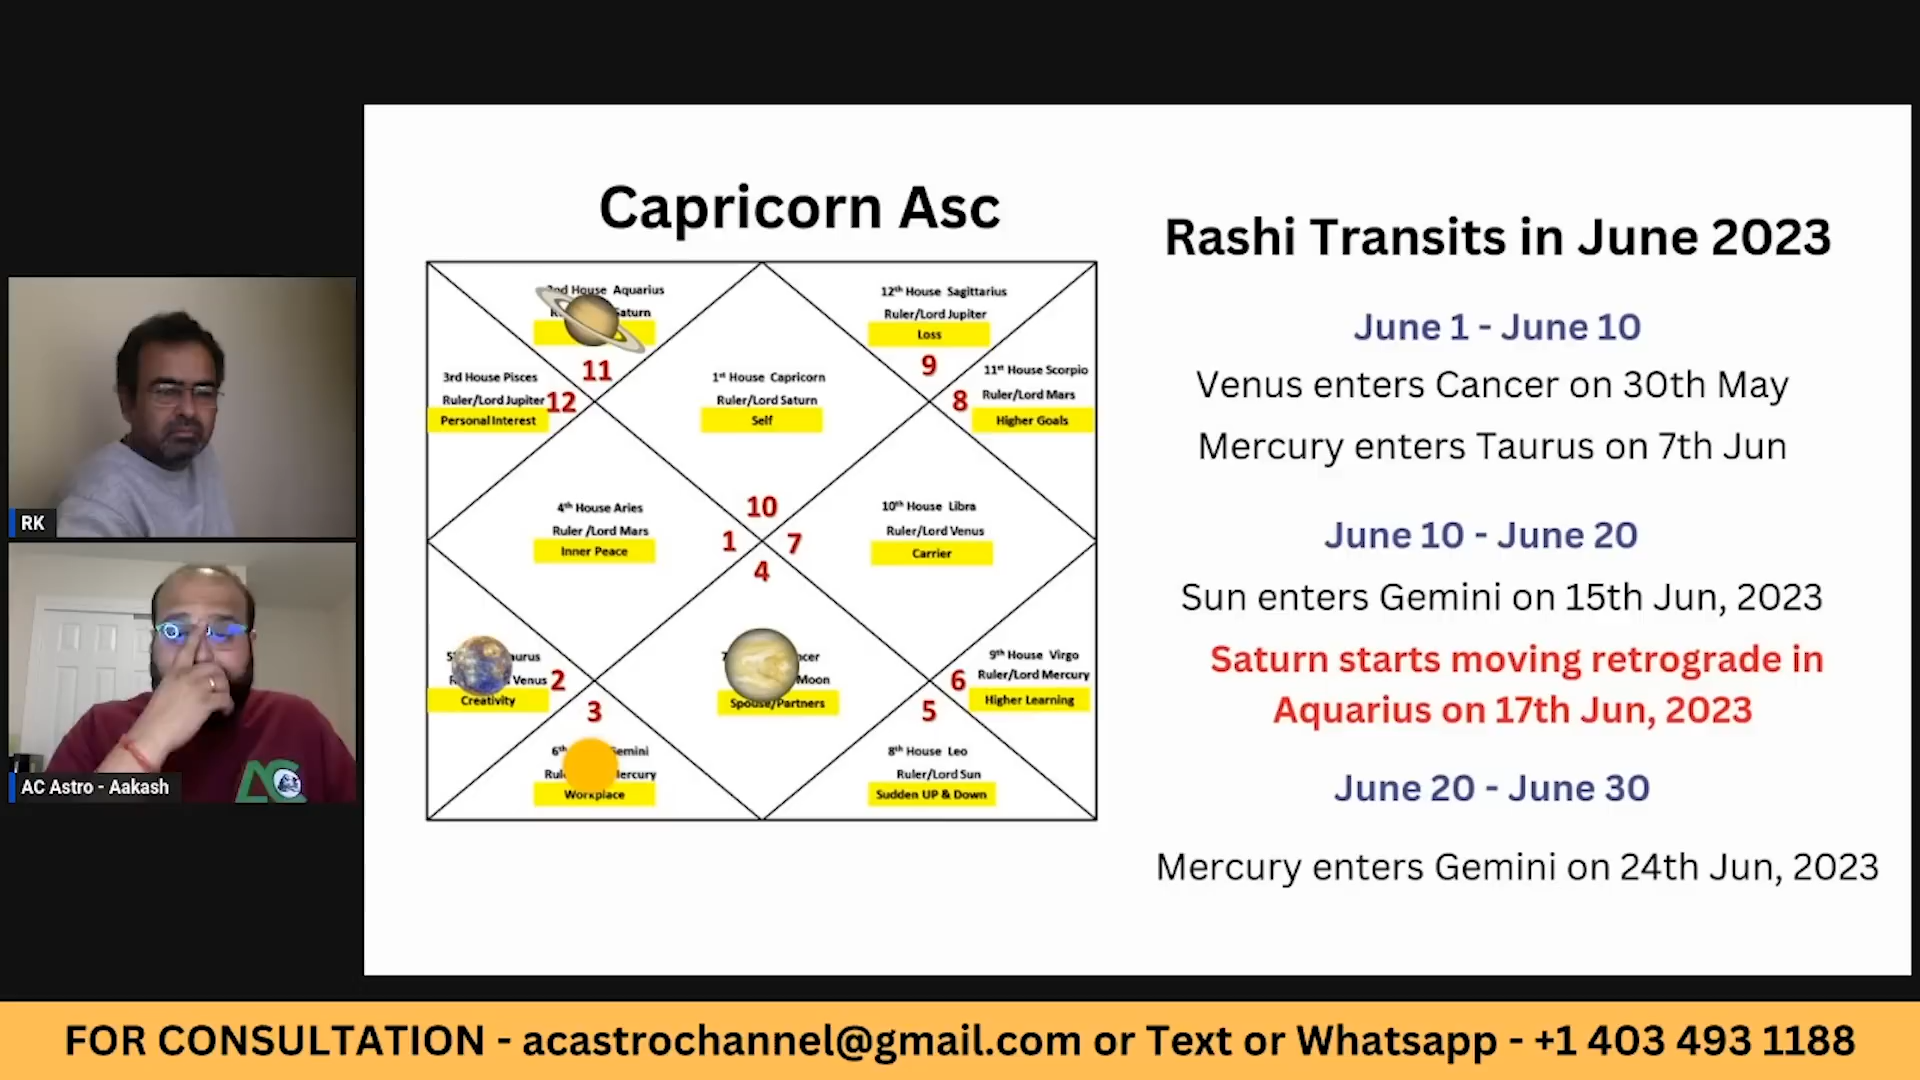 Capricorn Asc
2nd House Aquarius
Saturn
11
12th House Sagittarius
Ruler/Lord Jupiter
Loss
9
3rd House Pisces
Ruler/Lord Jupiter
Personal Interest
12
1st House Capricorn
Ruler/Lord Saturn
Self
11th House Scorpio
Ruler/Lord Mars
Higher Goals
8
4th House Aries
Ruler /Lord Mars
Inner Peace
10
1
7
4
10th House Libra
Ruler/Lord Venus
Carrier
Venus
Creativity
2
3
Moon
Spouse/Partners
9th House Virgo
Ruler/Lord Mercury
Higher Learning
6
5
6th
Workplace
8th House Leo
Ruler/Lord Sun
Sudden UP & Down
Rashi Transits in June 2023
June 1 - June 10
Venus enters Cancer on 30th May
Mercury enters Taurus on 7th Jun
June 10 - June 20
Sun enters Gemini on 15th Jun, 2023
Saturn starts moving retrograde in
Aquarius on 17th Jun, 2023
June 20 - June 30
Mercury enters Gemini on 24th Jun, 2023
RK
AC Astro - Aakash
AC
FOR CONSULTATION - acastrochannel@gmail.com or Text or Whatsapp - +1 403 493 1188